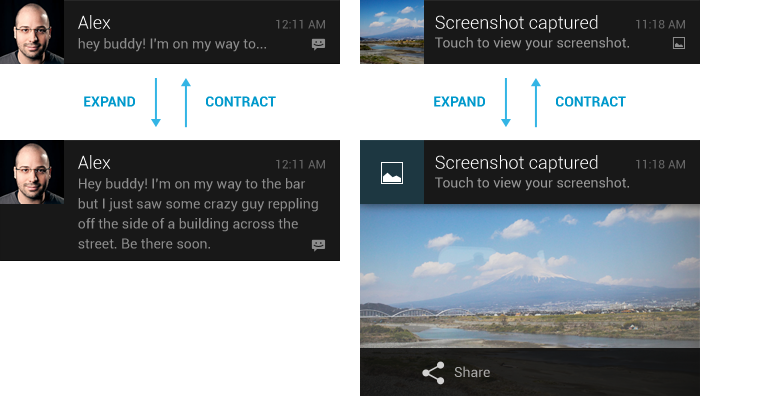 Alex
12:11 AM
hey buddy! I'm on my way to...
EXPAND
CONTRACT
Alex
12:11 AM
Hey buddy! I'm on my way to the bar
but I just saw some crazy guy reppling
off the side of a building across the
street. Be there soon.
Screenshot captured
11:18 AM
Touch to view your screenshot.
EXPAND
CONTRACT
Screenshot captured
11:18 AM
Touch to view your screenshot.
Share